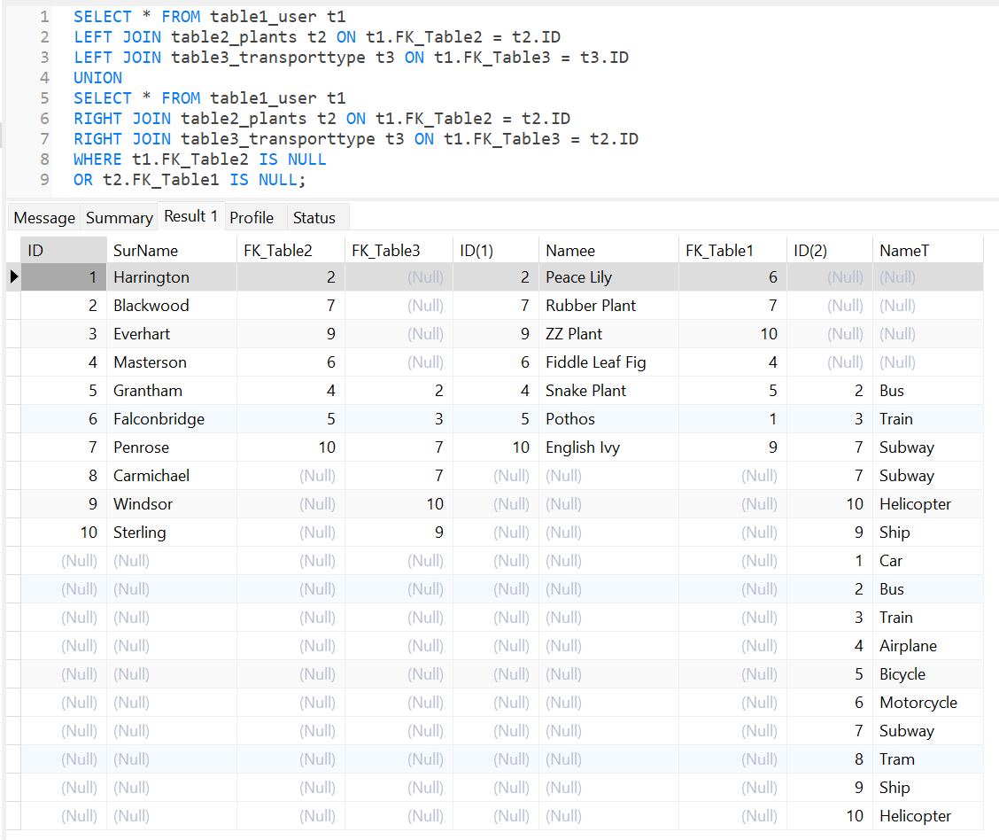 1 SELECT * FROM table1_user t1
2 LEFT JOIN table2_plants t2 ON t1.FK_Table2 = t2.ID
3 LEFT JOIN table3_transporttype t3 ON t1.FK_Table3 = t3.ID
4 UNION
5 SELECT * FROM table1_user t1
6 RIGHT JOIN table2_plants t2 ON t1.FK_Table2 = t2.ID
7 RIGHT JOIN table3_transporttype t3 ON t1.FK_Table3 = t2.ID
8 WHERE t1.FK_Table2 IS NULL
9 OR t2.FK_Table1 IS NULL;
Message Summary Result 1 Profile Status
ID SurName FK_Table2 FK_Table3 ID(1) Namee FK_Table1 ID(2) NameT
1 Harrington 2 (Null) 2 Peace Lily 6 (Null) (Null)
2 Blackwood 7 (Null) 7 Rubber Plant 7 (Null) (Null)
3 Everhart 9 (Null) 9 ZZ Plant 10 (Null) (Null)
4 Masterson 6 (Null) 6 Fiddle Leaf Fig 4 (Null) (Null)
5 Grantham 4 2 4 Snake Plant 5 2 Bus
6 Falconbridge 5 3 5 Pothos 1 3 Train
7 Penrose 10 7 10 English Ivy 9 7 Subway
8 Carmichael (Null) 7 (Null) (Null) (Null) 7 Subway
9 Windsor (Null) 10 (Null) (Null) (Null) 10 Helicopter
10 Sterling (Null) 9 (Null) (Null) (Null) 9 Ship
(Null) (Null) (Null) (Null) (Null) (Null) (Null) 1 Car
(Null) (Null) (Null) (Null) (Null) (Null) (Null) 2 Bus
(Null) (Null) (Null) (Null) (Null) (Null) (Null) 3 Train
(Null) (Null) (Null) (Null) (Null) (Null) (Null) 4 Airplane
(Null) (Null) (Null) (Null) (Null) (Null) (Null) 5 Bicycle
(Null) (Null) (Null) (Null) (Null) (Null) (Null) 6 Motorcycle
(Null) (Null) (Null) (Null) (Null) (Null) (Null) 7 Subway
(Null) (Null) (Null) (Null) (Null) (Null) (Null) 8 Tram
(Null) (Null) (Null) (Null) (Null) (Null) (Null) 9 Ship
(Null) (Null) (Null) (Null) (Null) (Null) (Null) 10 Helicopter